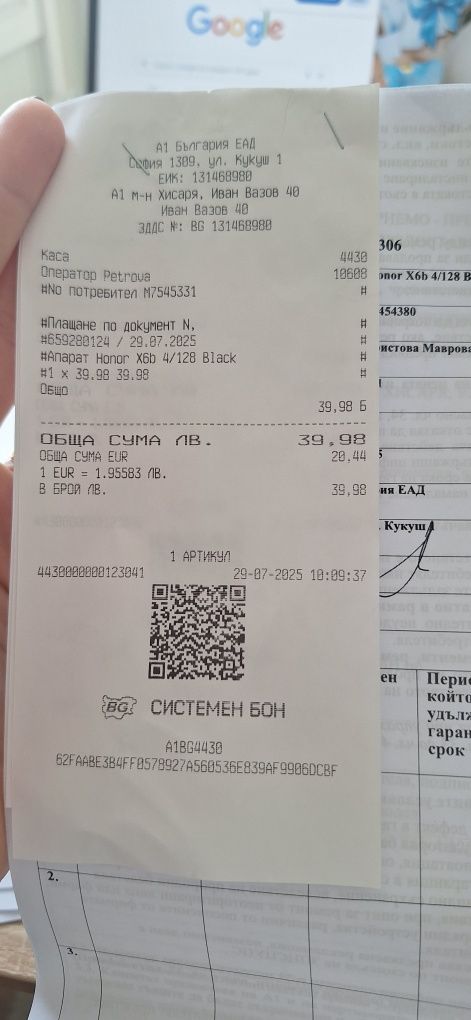 Google
А1 България ЕАД
София 1309, ул. Кукуш 1
ЕИК: 131468980
А1 м-н Хисаря, Иван Вазов 40
Иван Вазов 40
ЗДДС №: BG 131468980
Каса 4430
Оператор Petrova 10608
#No потребител M7545331 #
#Плащане по документ N, #
#659280124 / 29.07.2025 #
#Апарат Honor X6b 4/128 Black #
#1 x 39.98 39.98 #
Общо
39,98 Б
ОБЩА СУМА ЛВ. 39,98
ОБЩА СУМА EUR 20,44
1 EUR = 1.95583 ЛВ.
В БРОЙ ЛВ. 39,98
1 АРТИКУЛ
4430000000123041 29-07-2025 10:09:37
BG СИСТЕМЕН БОН
A1BG4430
62FAABE3B4FF0578927A560536E839AF9906DCBF
306
onor X6b 4/128 B
454380
ристова Маврова
ия ЕАД
Кукуш
ен
Перио
който
удълж
гаран
срок
2.
3.